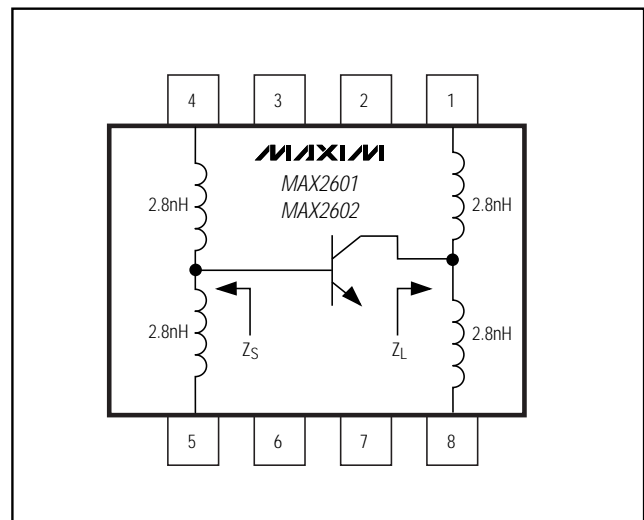 4 3 2 1
MAXIM
MAX2601
MAX2602
2.8nH 2.8nH
2.8nH 2.8nH
ZS ZL
5 6 7 8